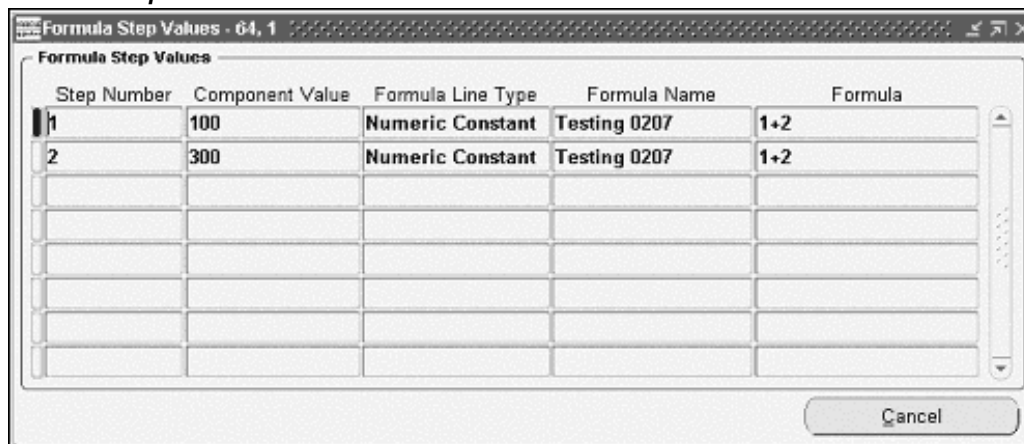 Formula Step Values - 64, 1
Formula Step Values
Step Number Component Value Formula Line Type Formula Name Formula
1 100 Numeric Constant Testing 0207 1+2
2 300 Numeric Constant Testing 0207 1+2
Cancel